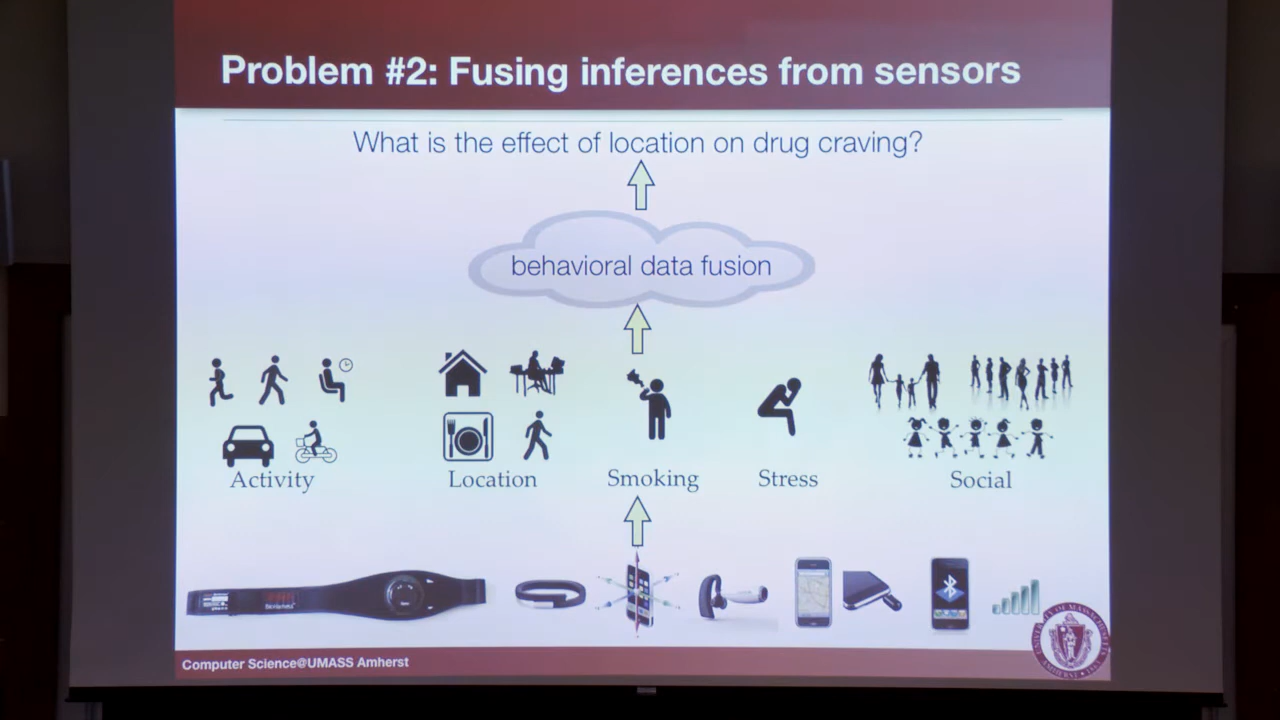 Problem #2: Fusing inferences from sensors
What is the effect of location on drug craving?
behavioral data fusion
Activity
Location
Smoking
Stress
Social
Computer Science@UMASS Amherst